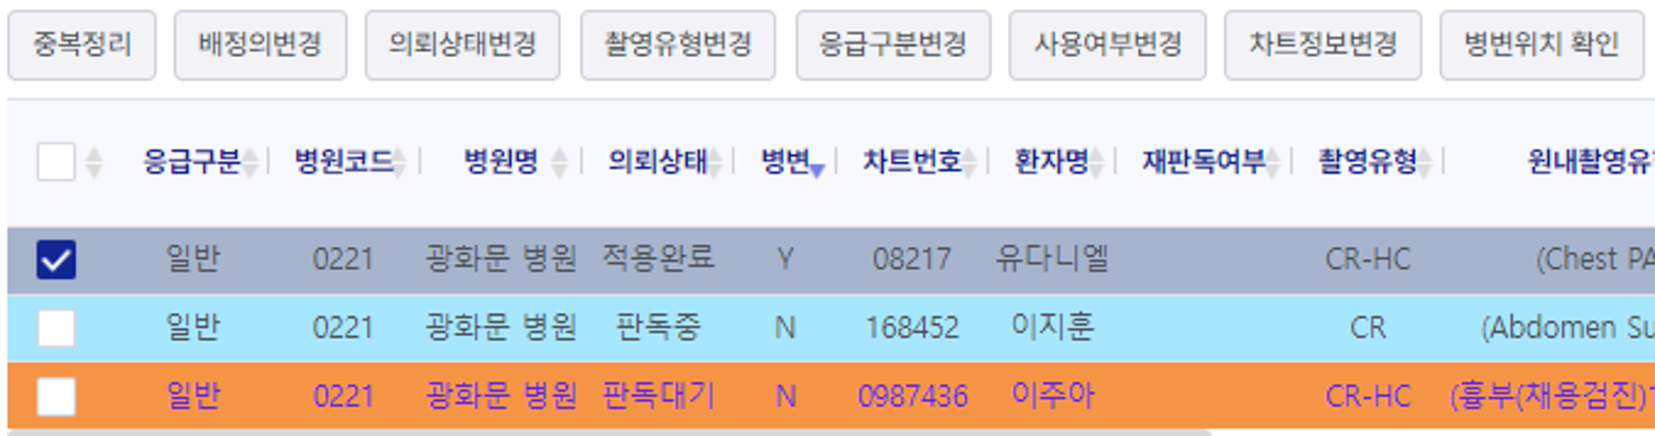 중복정리 배정의변경 의뢰상태변경 촬영유형변경 응급구분변경 사용여부변경 차트정보변경 병변위치 확인
응급구분 병원코드 병원명 의뢰상태 병변 차트번호 환자명 재판독여부 촬영유형 원내촬영유
일반 0221 광화문 병원 적용완료 Y 08217 유다니엘 CR-HC (Chest PA
일반 0221 광화문 병원 판독중 N 168452 이지훈 CR (Abdomen Su
일반 0221 광화문 병원 판독대기 N 0987436 이주아 CR-HC (흉부(채용검진)